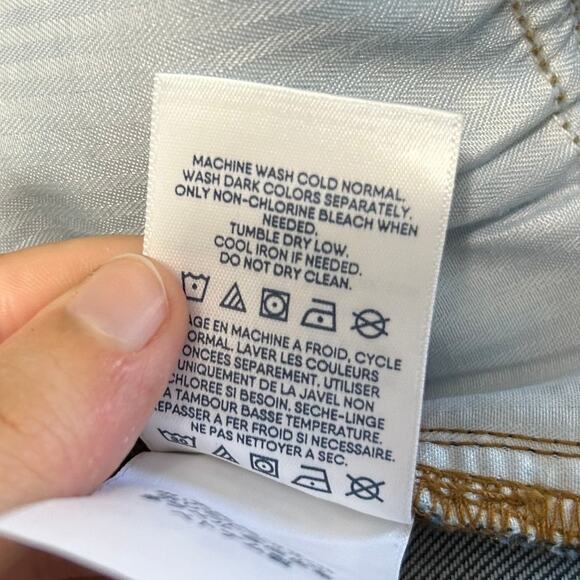 MACHINE WASH COLD NORMAL,
WASH DARK COLORS SEPARATELY.
ONLY NON-CHLORINE BLEACH WHEN
NEEDED.
TUMBLE DRY LOW.
COOL IRON IF NEEDED.
DO NOT DRY CLEAN.
EN MACHINE A FROID, CYCLE
LAVER LES COULEURS
SEPAREMENT, UTILISER
UNIQUEMENT DE LA JAVEL NON
SI BESOIN, SECHE-LINGE
A TAMBOUR BASSE TEMPERATURE.
FER FROID SI NECESSAIRE.
NE PAS NETTOYER A SEC.